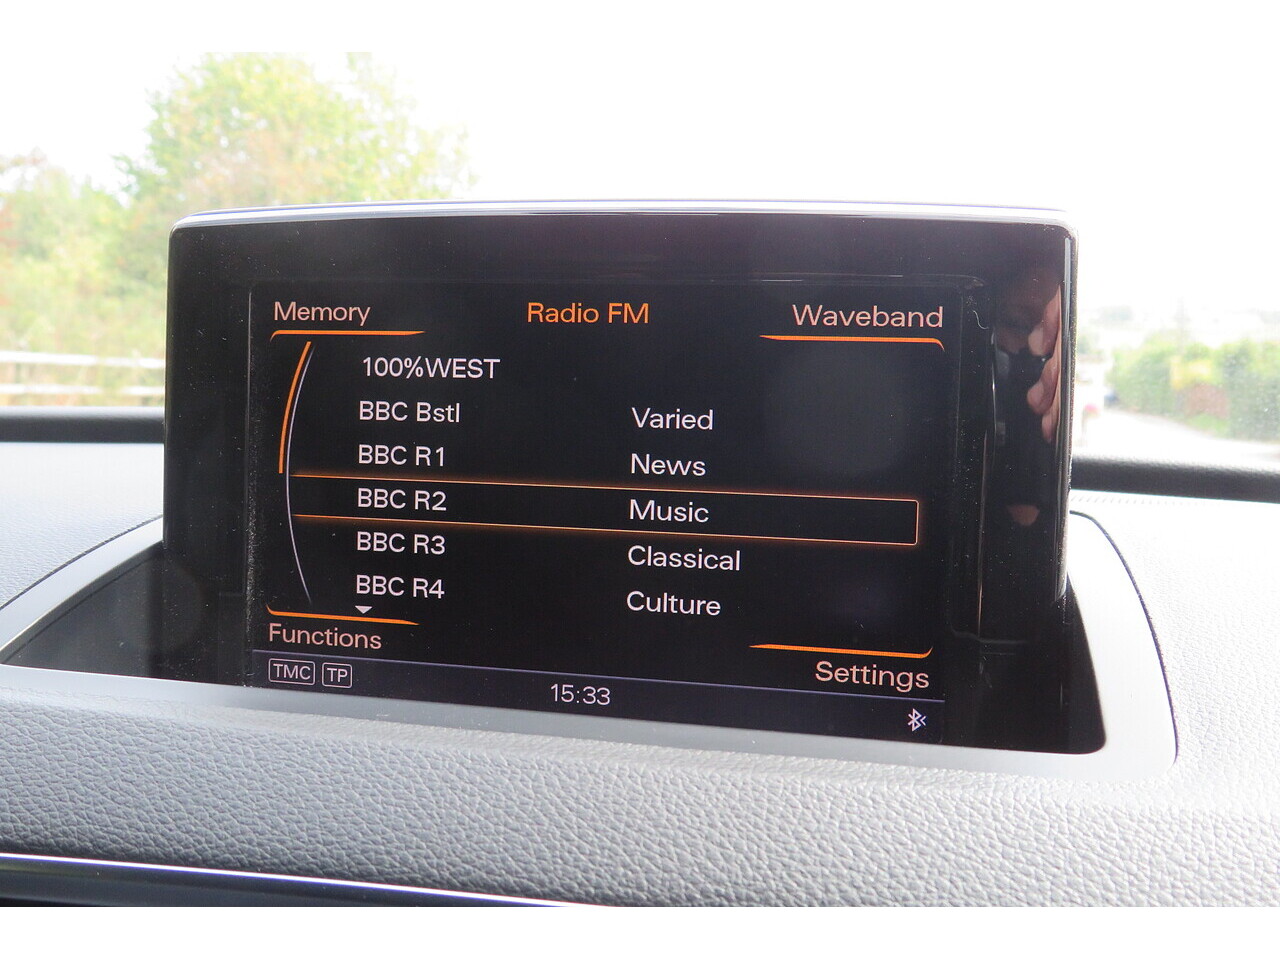 Memory Radio FM Waveband
100%WEST
BBC Bstl Varied
BBC R1 News
BBC R2 Music
BBC R3 Classical
BBC R4 Culture
Functions Settings
TMC TP 15:33